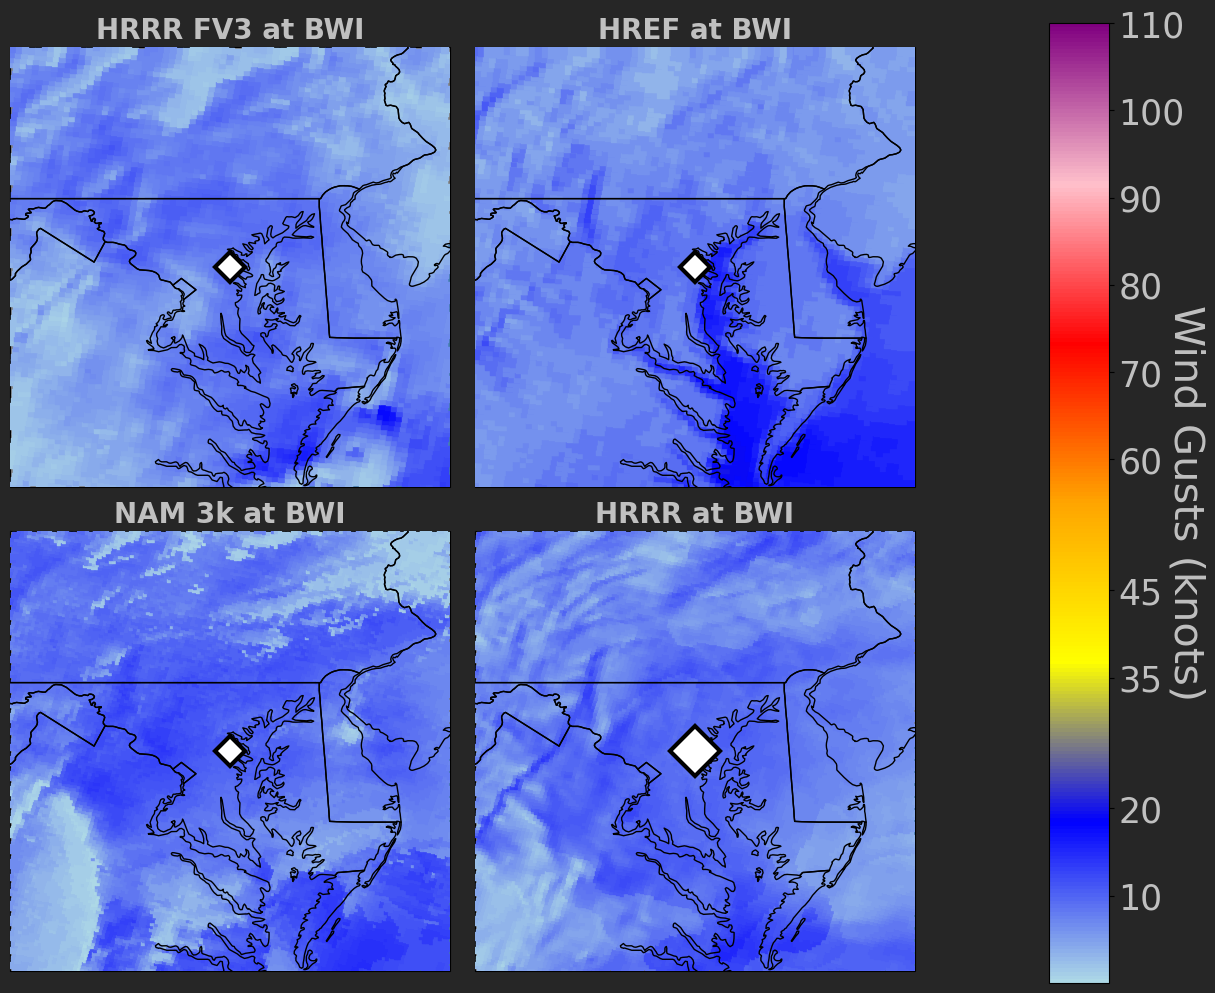 HRRR FV3 at BWI
HREF at BWI
NAM 3k at BWI
HRRR at BWI
110
100
90
80
70
60
45
35
20
10
Wind Gusts (knots)